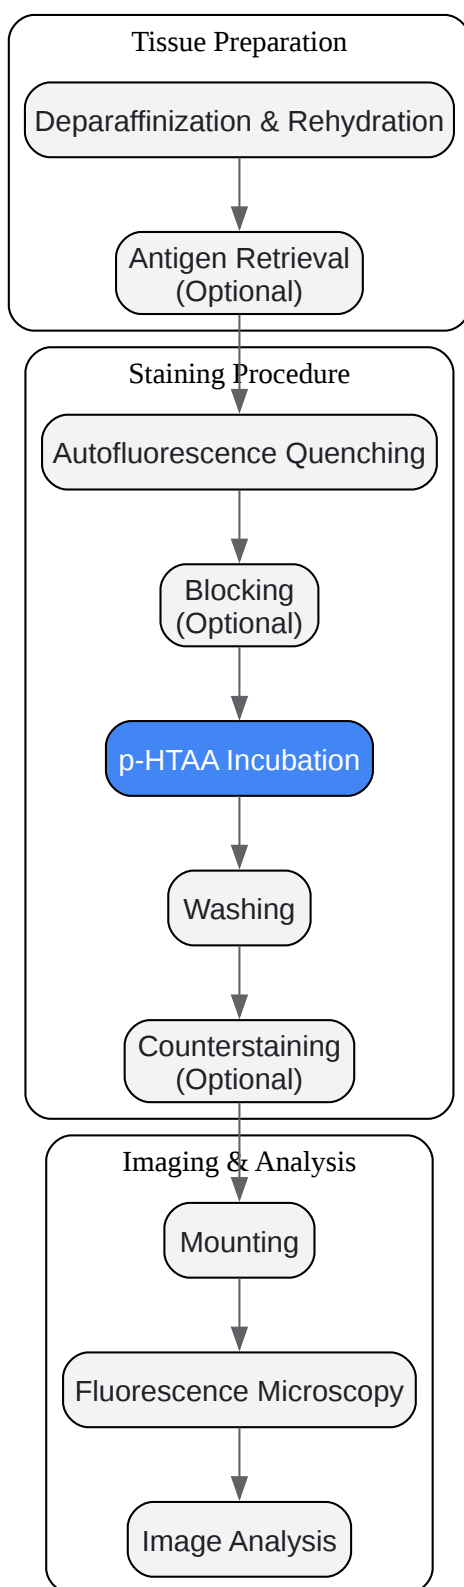 Tissue Preparation
Deparaffinization & Rehydration
Antigen Retrieval
(Optional)
Staining Procedure
Autofluorescence Quenching
Blocking
(Optional)
p-HTAA Incubation
Washing
Counterstaining
(Optional)
Imaging & Analysis
Mounting
Fluorescence Microscopy
Image Analysis